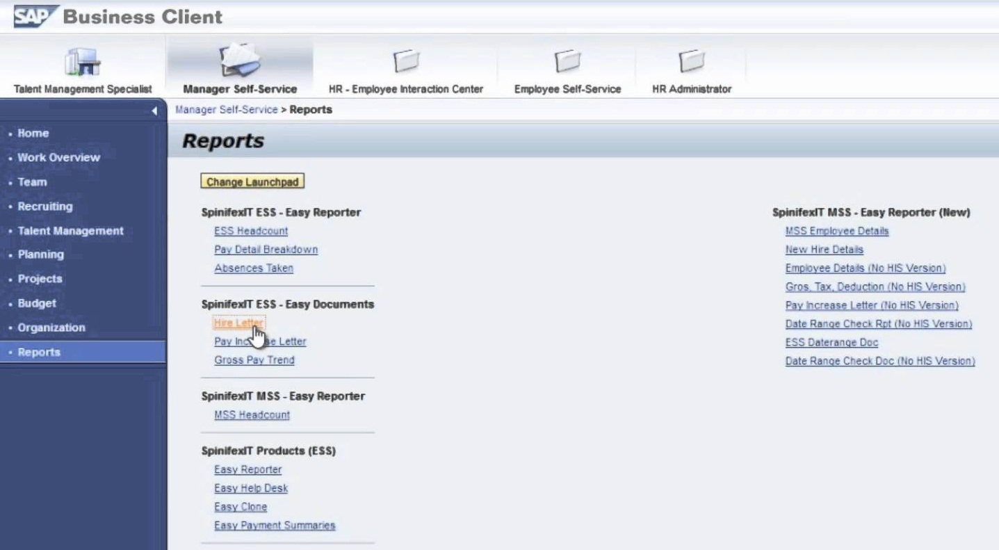 SAP Business Client
Talent Management Specialist
Manager Self-Service
HR - Employee Interaction Center
Employee Self-Service
HR Administrator
Manager Self-Service > Reports
• Home
• Work Overview
• Team
• Recruiting
• Talent Management
• Planning
• Projects
• Budget
• Organization
• Reports
Reports
Change Launchpad
SpinifexIT ESS - Easy Reporter
ESS Headcount
Pay Detail Breakdown
Absences Taken
SpinifexIT ESS - Easy Documents
Hire Letter
Pay Increase Letter
Gross Pay Trend
SpinifexIT MSS - Easy Reporter
MSS Headcount
SpinifexIT Products (ESS)
Easy Reporter
Easy Help Desk
Easy Clone
Easy Payment Summaries
SpinifexIT MSS - Easy Reporter (New)
MSS Employee Details
New Hire Details
Employee Details (No HIS Version)
Gros, Tax, Deduction (No HIS Version)
Pay Increase Letter (No HIS Version)
Date Range Check Rpt (No HIS Version)
ESS Daterange Doc
Date Range Check Doc (No HIS Version)